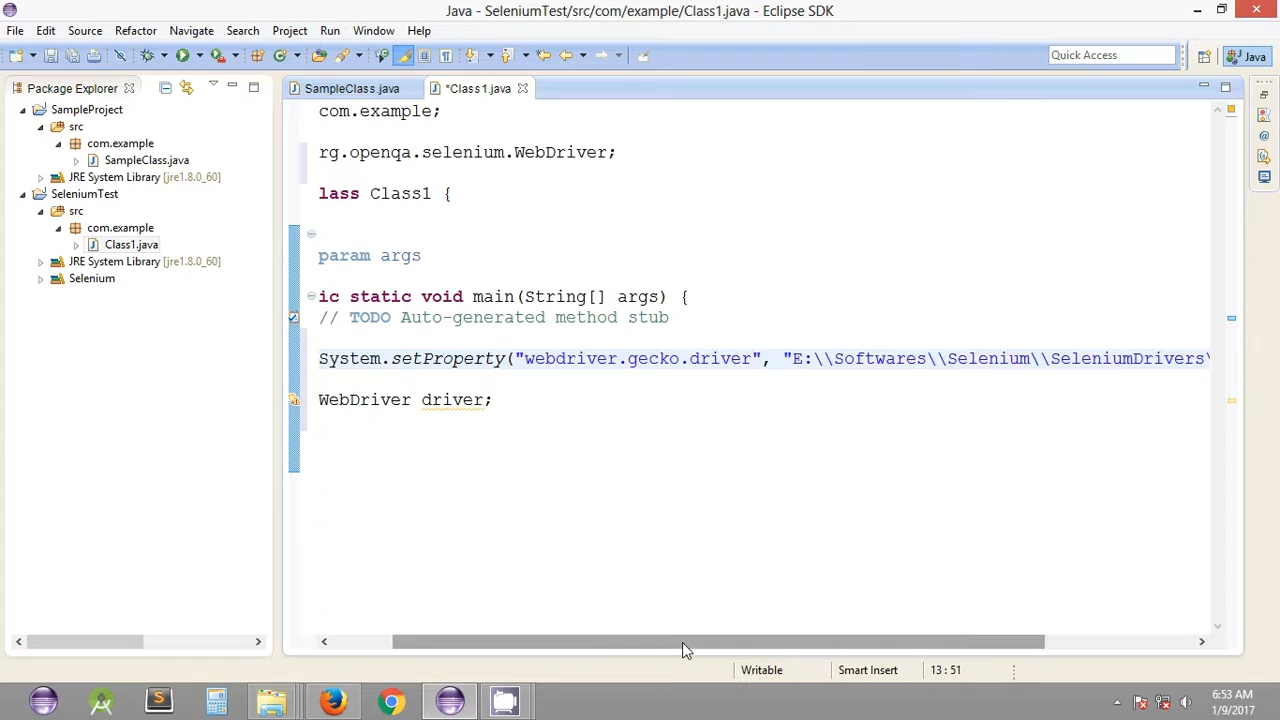 Java - SeleniumTest/src/com/example/Class1.java - Eclipse SDK
File Edit Source Refactor Navigate Search Project Run Window Help
Quick Access
Java
Package Explorer
SampleClass.java
*Class1.java
SampleProject
src
com.example
SampleClass.java
JRE System Library [jre1.8.0_60]
SeleniumTest
src
com.example
Class1.java
JRE System Library [jre1.8.0_60]
Selenium
com.example;
rg.openqa.selenium.WebDriver;
lass Class1 {
param args
ic static void main(String[] args) {
// TODO Auto-generated method stub
System.setProperty("webdriver.gecko.driver", "E:\\Softwares\\Selenium\\SeleniumDrivers\
WebDriver driver;
Writable
Smart Insert
13 : 51
6:53 AM
1/9/2017